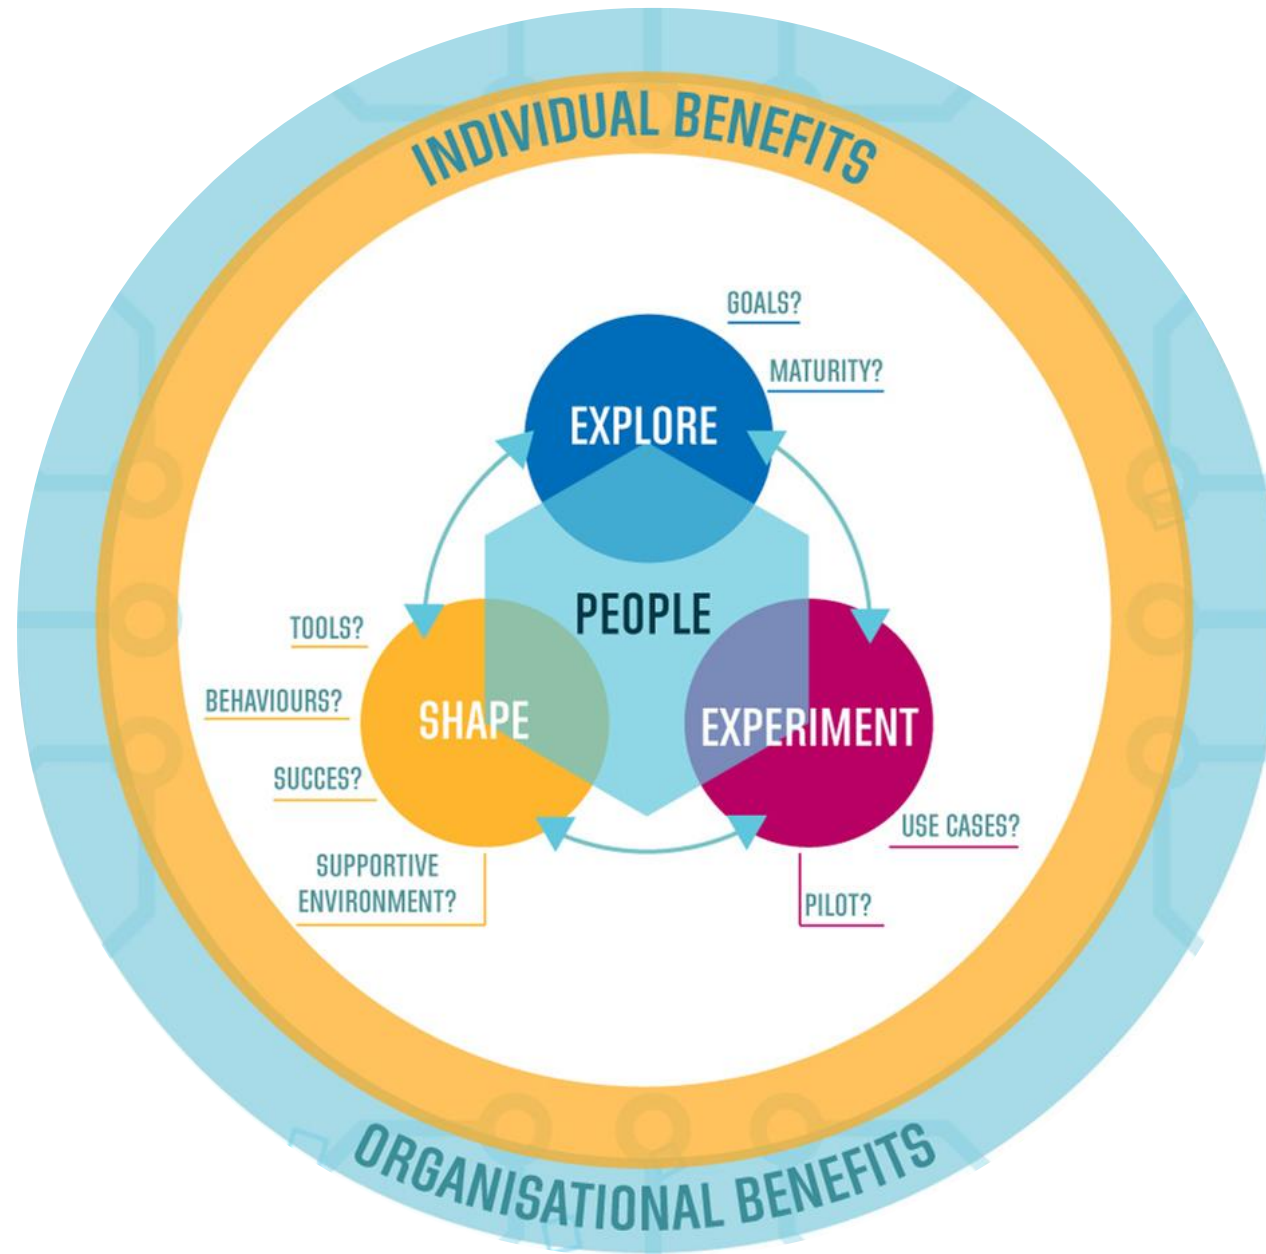 INDIVIDUAL BENEFITS
GOALS?
MATURITY?
EXPLORE
PEOPLE
TOOLS?
BEHAVIOURS?
SHAPE
EXPERIMENT
SUCCES?
USE CASES?
SUPPORTIVE
ENVIRONMENT?
PILOT?
ORGANISATIONAL BENEFITS